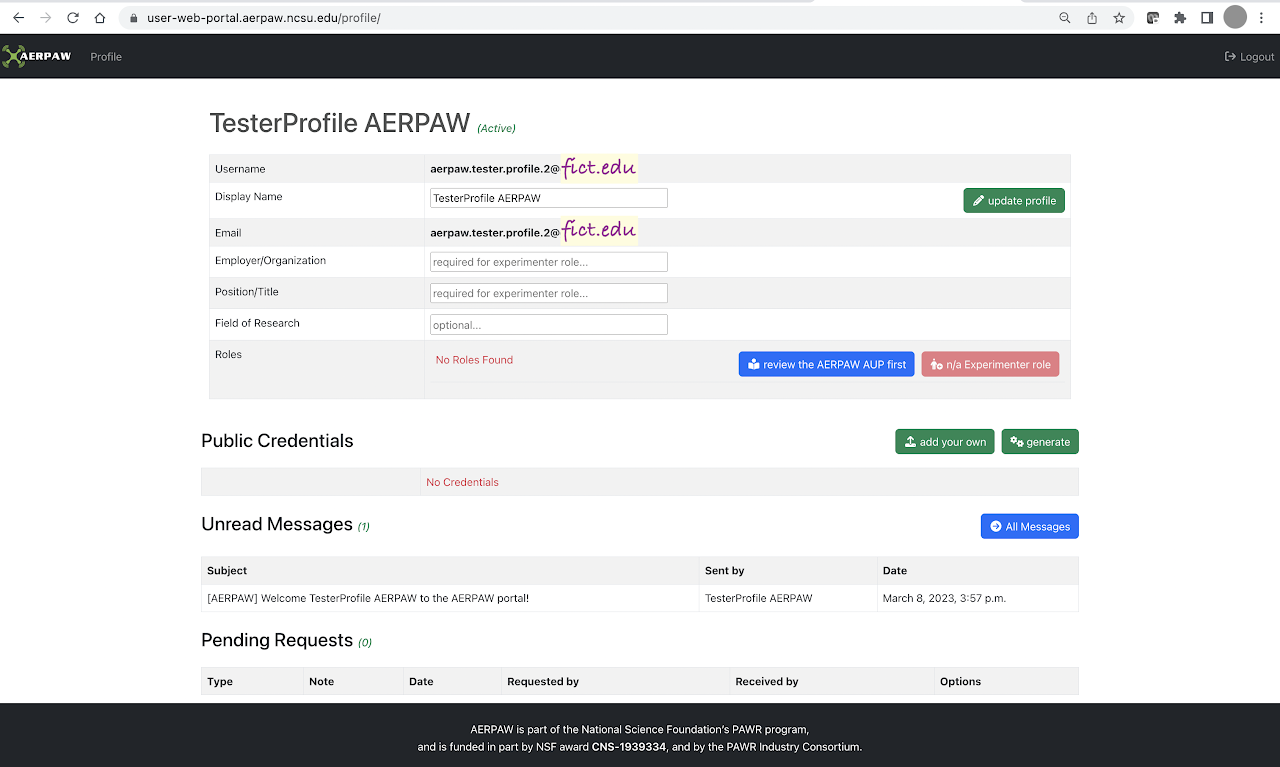 user-web-portal.aerpaw.ncsu.edu/profile/
AERPAW Profile Logout
TesterProfile AERPAW (Active)
Username aerpaw.tester.profile.2@fict.edu
Display Name TesterProfile AERPAW update profile
Email aerpaw.tester.profile.2@fict.edu
Employer/Organization required for experimenter role...
Position/Title required for experimenter role...
Field of Research optional...
Roles No Roles Found review the AERPAW AUP first n/a Experimenter role
Public Credentials add your own generate
No Credentials
Unread Messages (1) All Messages
Subject Sent by Date
[AERPAW] Welcome TesterProfile AERPAW to the AERPAW portal! TesterProfile AERPAW March 8, 2023, 3:57 p.m.
Pending Requests (0)
Type Note Date Requested by Received by Options
AERPAW is part of the National Science Foundation's PAWR program,
and is funded in part by NSF award CNS-1939334, and by the PAWR Industry Consortium.